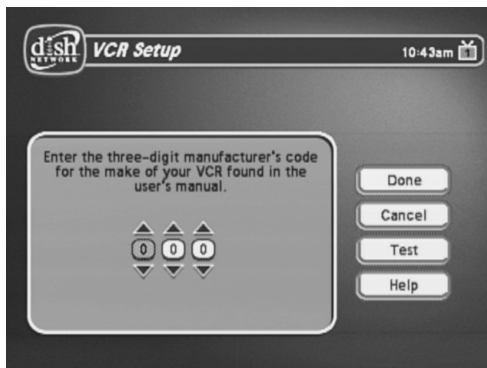 dish
NETWORK
VCR Setup
10:43am
1
Enter the three-digit manufacturer's code
for the make of your VCR found in the
user's manual.
0 0 0
Done
Cancel
Test
Help